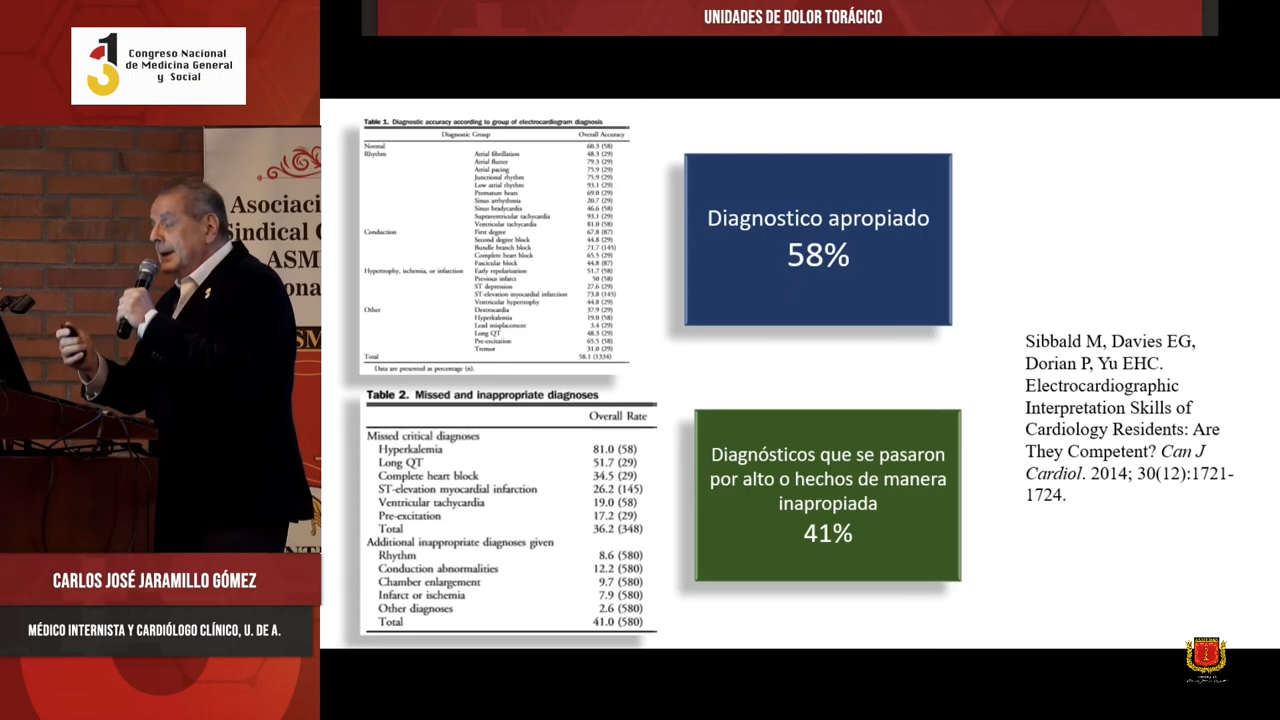 UNIDADES DE DOLOR TORÁCICO
Congreso Nacional
de Medicina General
y Social
Asociaci
Sindical
ASM
ona
Table 1. Diagnostic accuracy according to group of electrocardiogram diagnosis
Diagnostic Group Overall Accuracy
Normal 60.3 (58)
Rhythm Atrial fibrillation 48.3 (29)
Atrial flutter 79.3 (29)
Atrial pacing 75.9 (29)
Junctional rhythm 75.9 (29)
Low atrial rhythm 93.1 (29)
Premature beats 69.0 (29)
Sinus arrhythmia 20.7 (29)
Sinus bradycardia 46.6 (58)
Supraventricular tachycardia 93.1 (29)
Ventricular tachycardia 81.0 (58)
Conduction First degree 67.8 (87)
Second degree block 44.8 (29)
Bundle branch block 71.7 (145)
Complete heart block 65.5 (29)
Fascicular block 44.8 (87)
Hypertrophy, ischemia, or infarction Early repolarization 51.7 (58)
Previous infarct 50 (58)
ST depression 27.6 (29)
ST-elevation myocardial infarction 73.8 (145)
Ventricular hypertrophy 44.8 (29)
Other Dextrocardia 37.9 (29)
Hyperkalemia 19.0 (58)
Lead misplacement 3.4 (29)
Long QT 48.3 (29)
Pre-excitation 65.5 (58)
Tremor 31.0 (29)
Total 58.1 (1334)
Data are presented as percentage (n).
Diagnostico apropiado
58%
Table 2. Missed and inappropriate diagnoses
Overall Rate
Missed critical diagnoses
Hyperkalemia 81.0 (58)
Long QT 51.7 (29)
Complete heart block 34.5 (29)
ST-elevation myocardial infarction 26.2 (145)
Ventricular tachycardia 19.0 (58)
Pre-excitation 17.2 (29)
Total 36.2 (348)
Additional inappropriate diagnoses given
Rhythm 8.6 (580)
Conduction abnormalities 12.2 (580)
Chamber enlargement 9.7 (580)
Infarct or ischemia 7.9 (580)
Other diagnoses 2.6 (580)
Total 41.0 (580)
Diagnósticos que se pasaron
por alto o hechos de manera
inapropiada
41%
Sibbald M, Davies EG,
Dorian P, Yu EHC.
Electrocardiographic
Interpretation Skills of
Cardiology Residents: Are
They Competent? Can J
Cardiol. 2014; 30(12):1721-
1724.
CARLOS JOSÉ JARAMILLO GÓMEZ
MÉDICO INTERNISTA Y CARDIÓLOGO CLÍNICO, U. DE A.